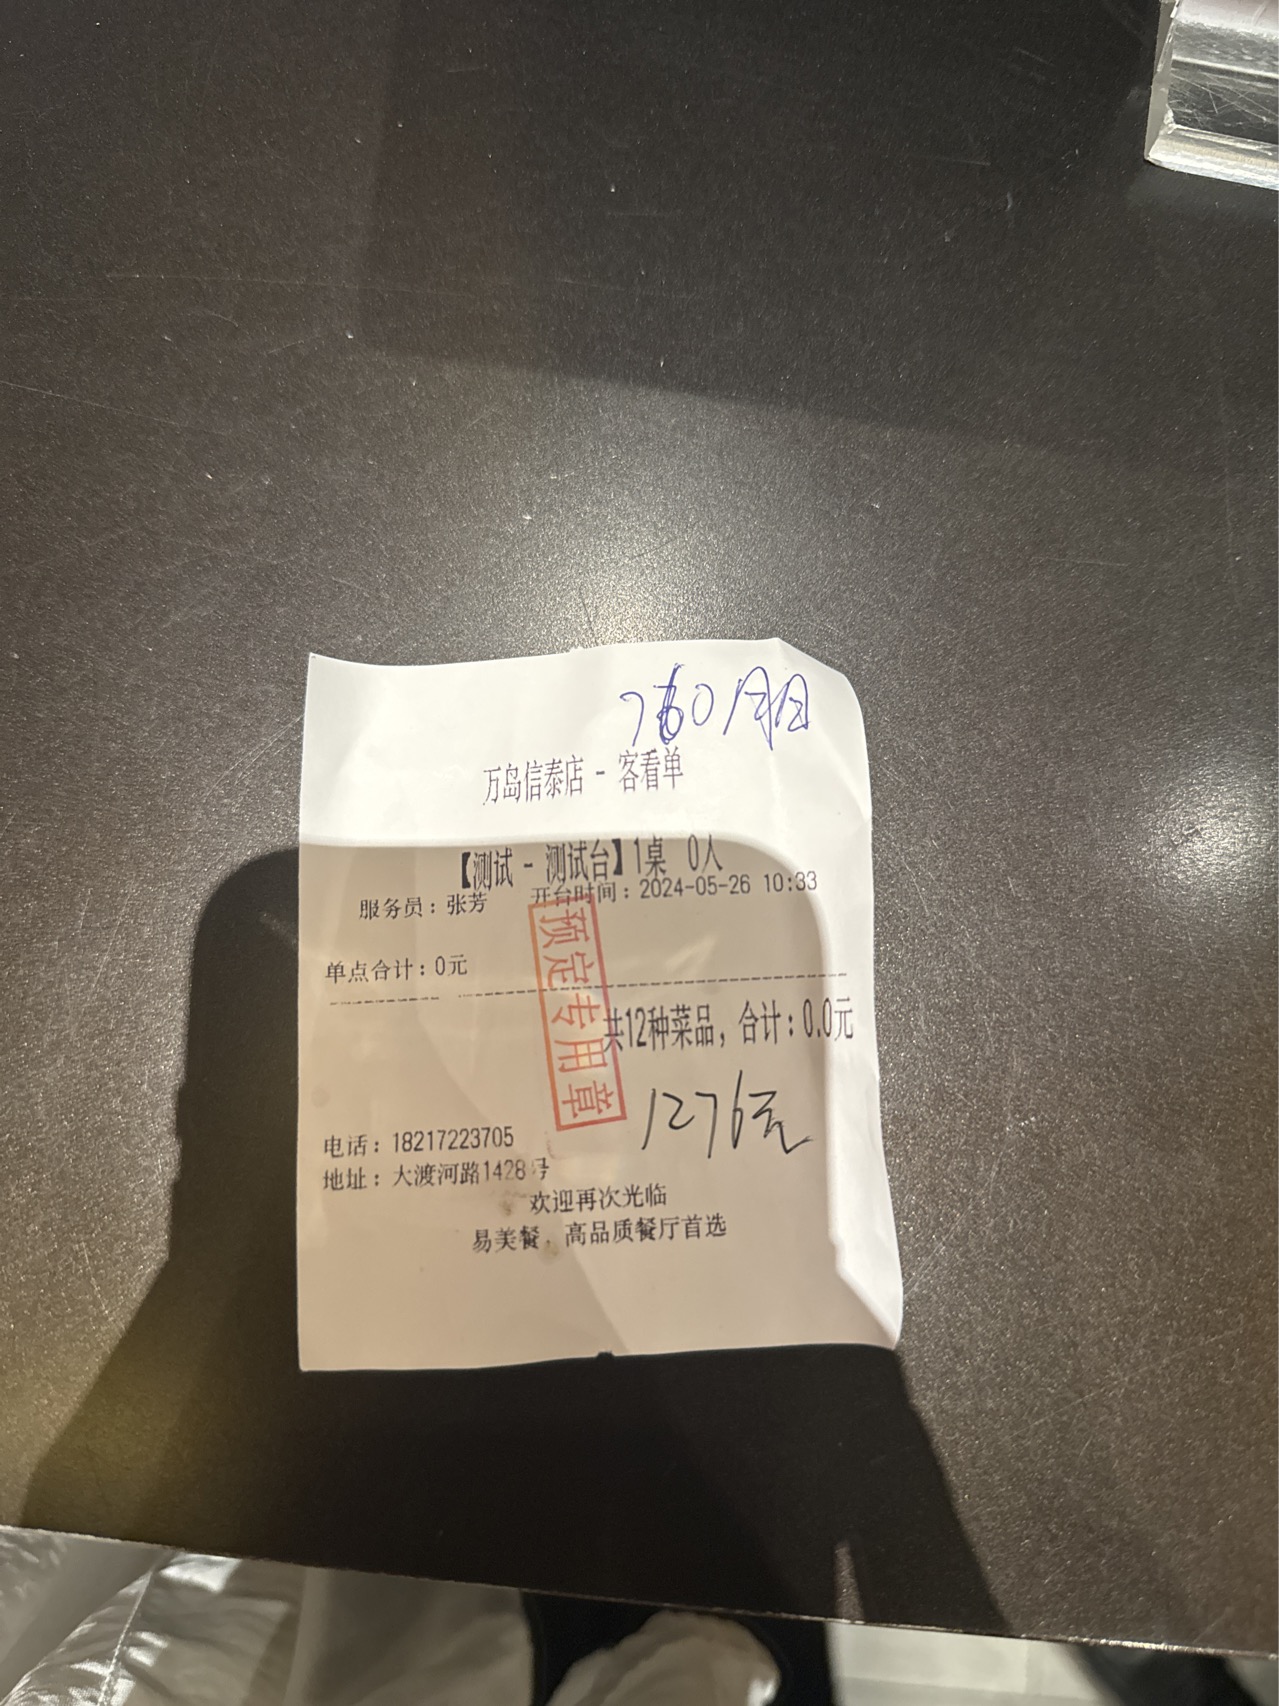 万岛信泰店 - 客看单
【测试 - 测试台】1桌 0人
服务员：张芳 开台时间：2024-05-26 10:33
单点合计：0元
预定专用章
共12种菜品，合计：0.0元
1276元
电话：18217223705
地址：大渡河路1428号
欢迎再次光临
易美餐，高品质餐厅首选